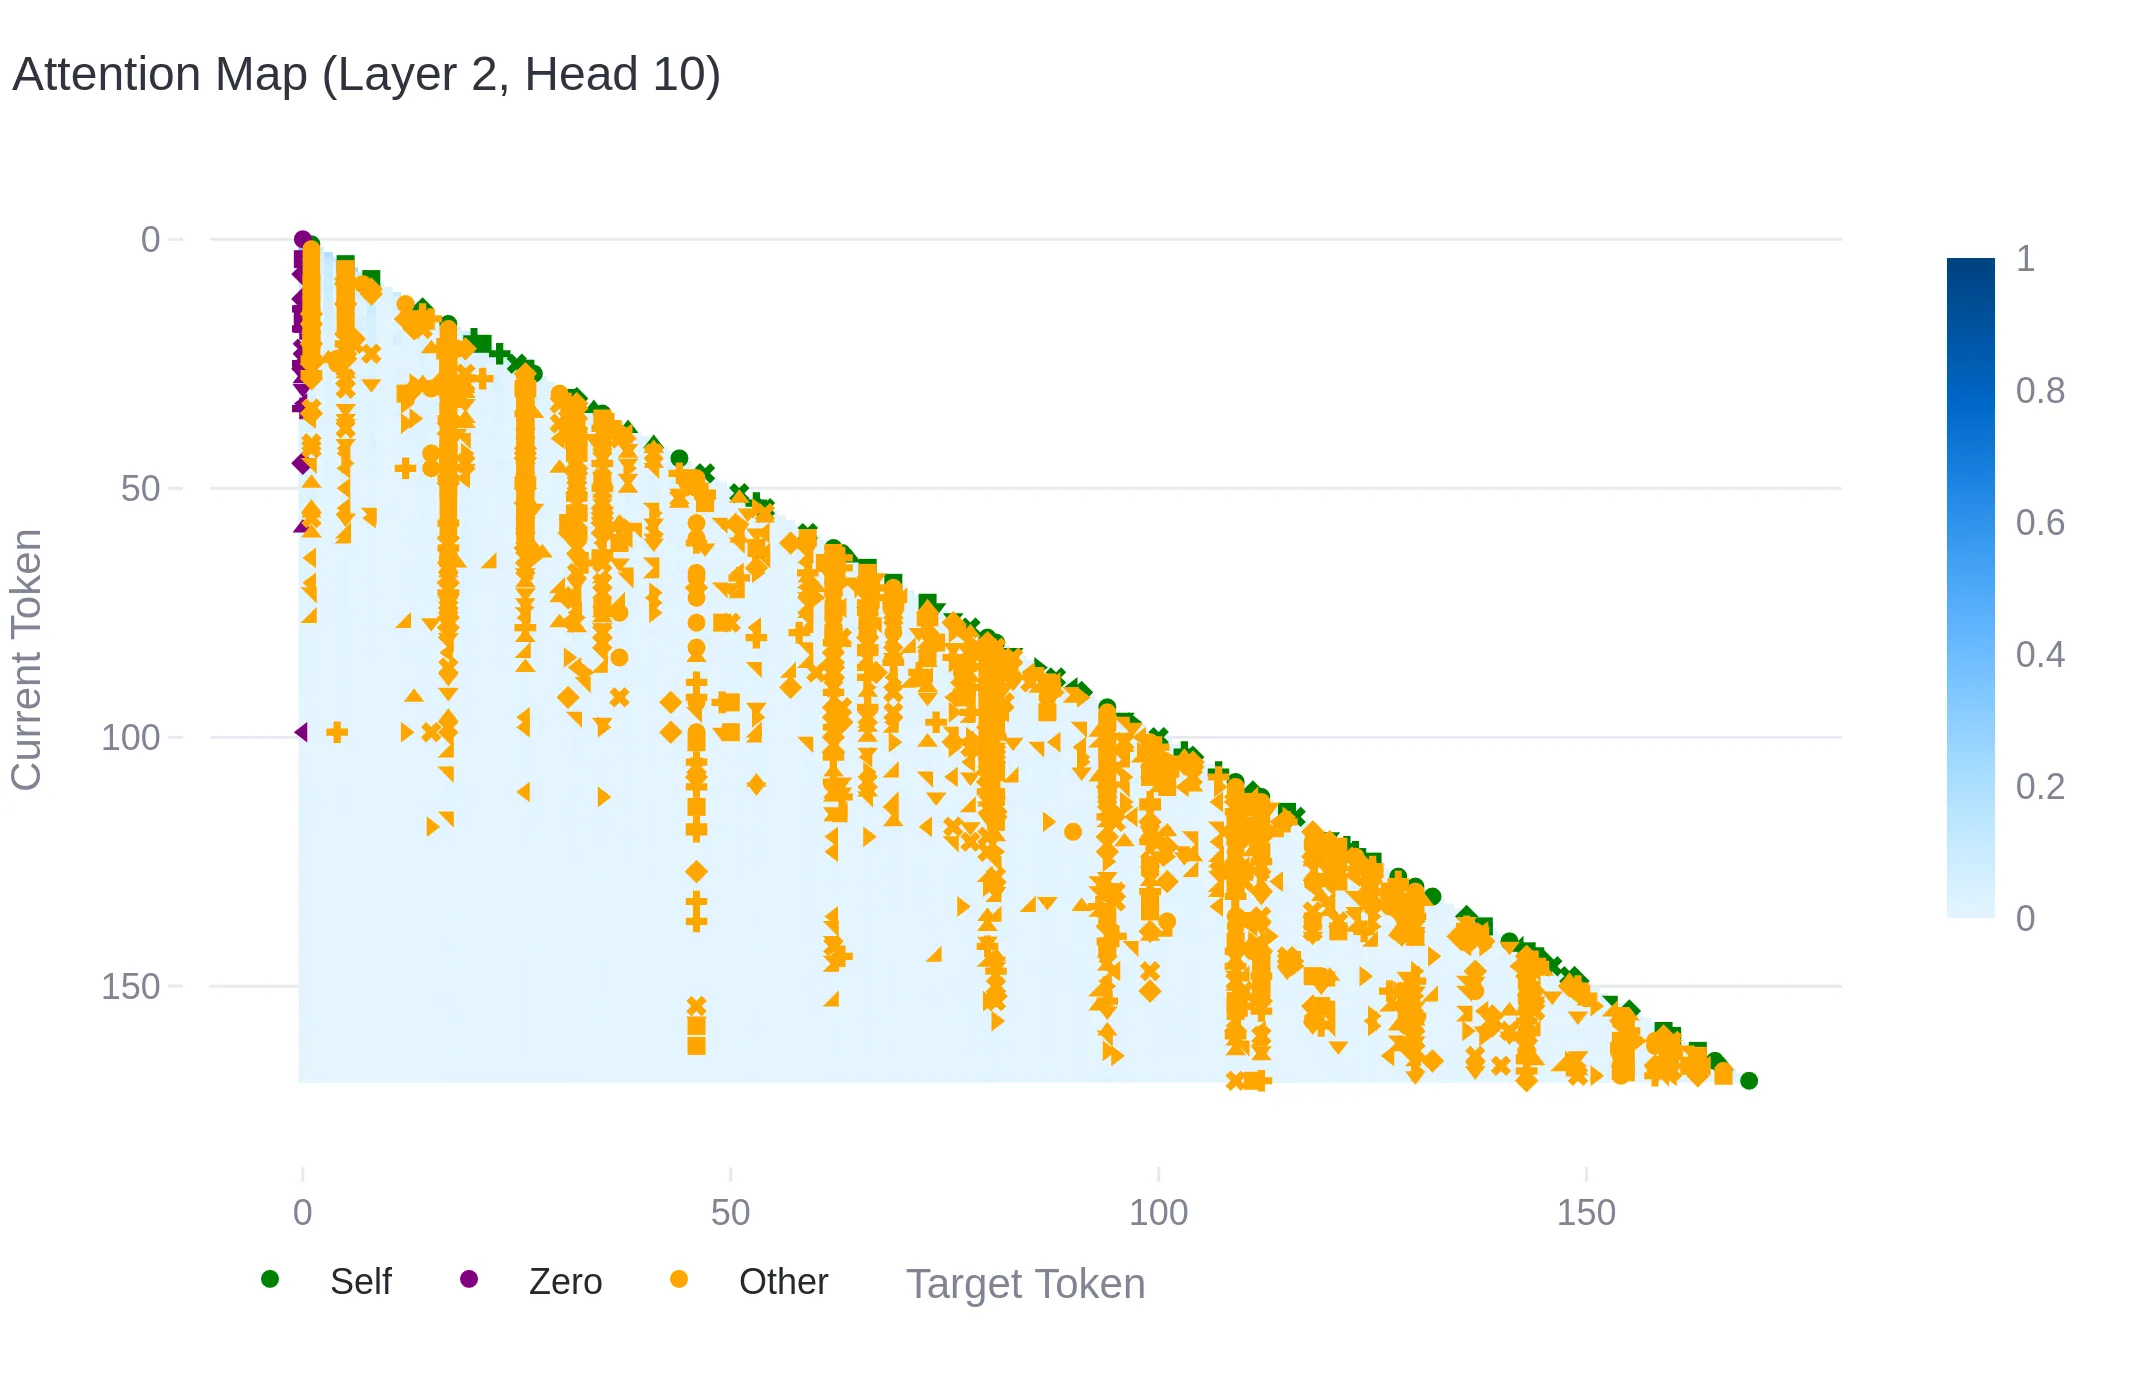 Attention Map (Layer 2, Head 10)
0
50
100
150
Current Token
1
0.8
0.6
0.4
0.2
0
0 50 100 150
Self Zero Other Target Token